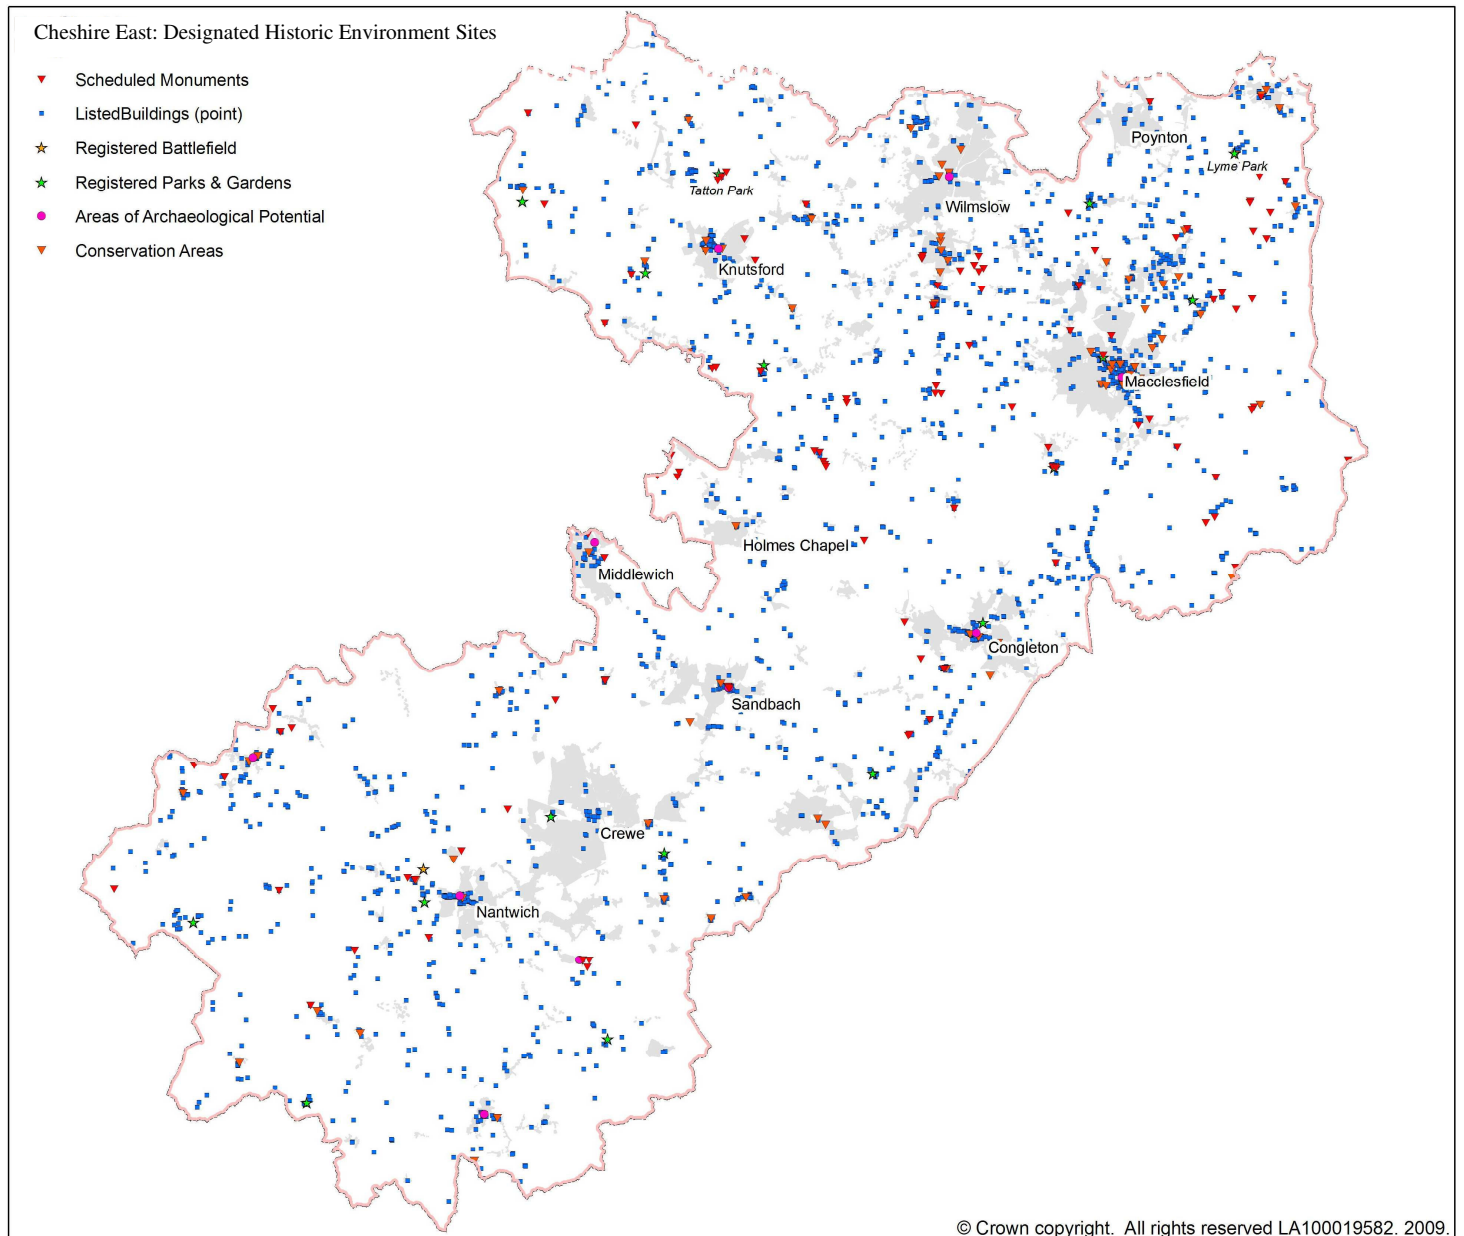 Cheshire East: Designated Historic Environment Sites
Scheduled Monuments
ListedBuildings (point)
Registered Battlefield
Registered Parks & Gardens
Areas of Archaeological Potential
Conservation Areas
Poynton
Lyme Park
Tatton Park
Wilmslow
Knutsford
Macclesfield
Holmes Chapel
Middlewich
Congleton
Sandbach
Crewe
Nantwich
© Crown copyright. All rights reserved LA100019582. 2009.